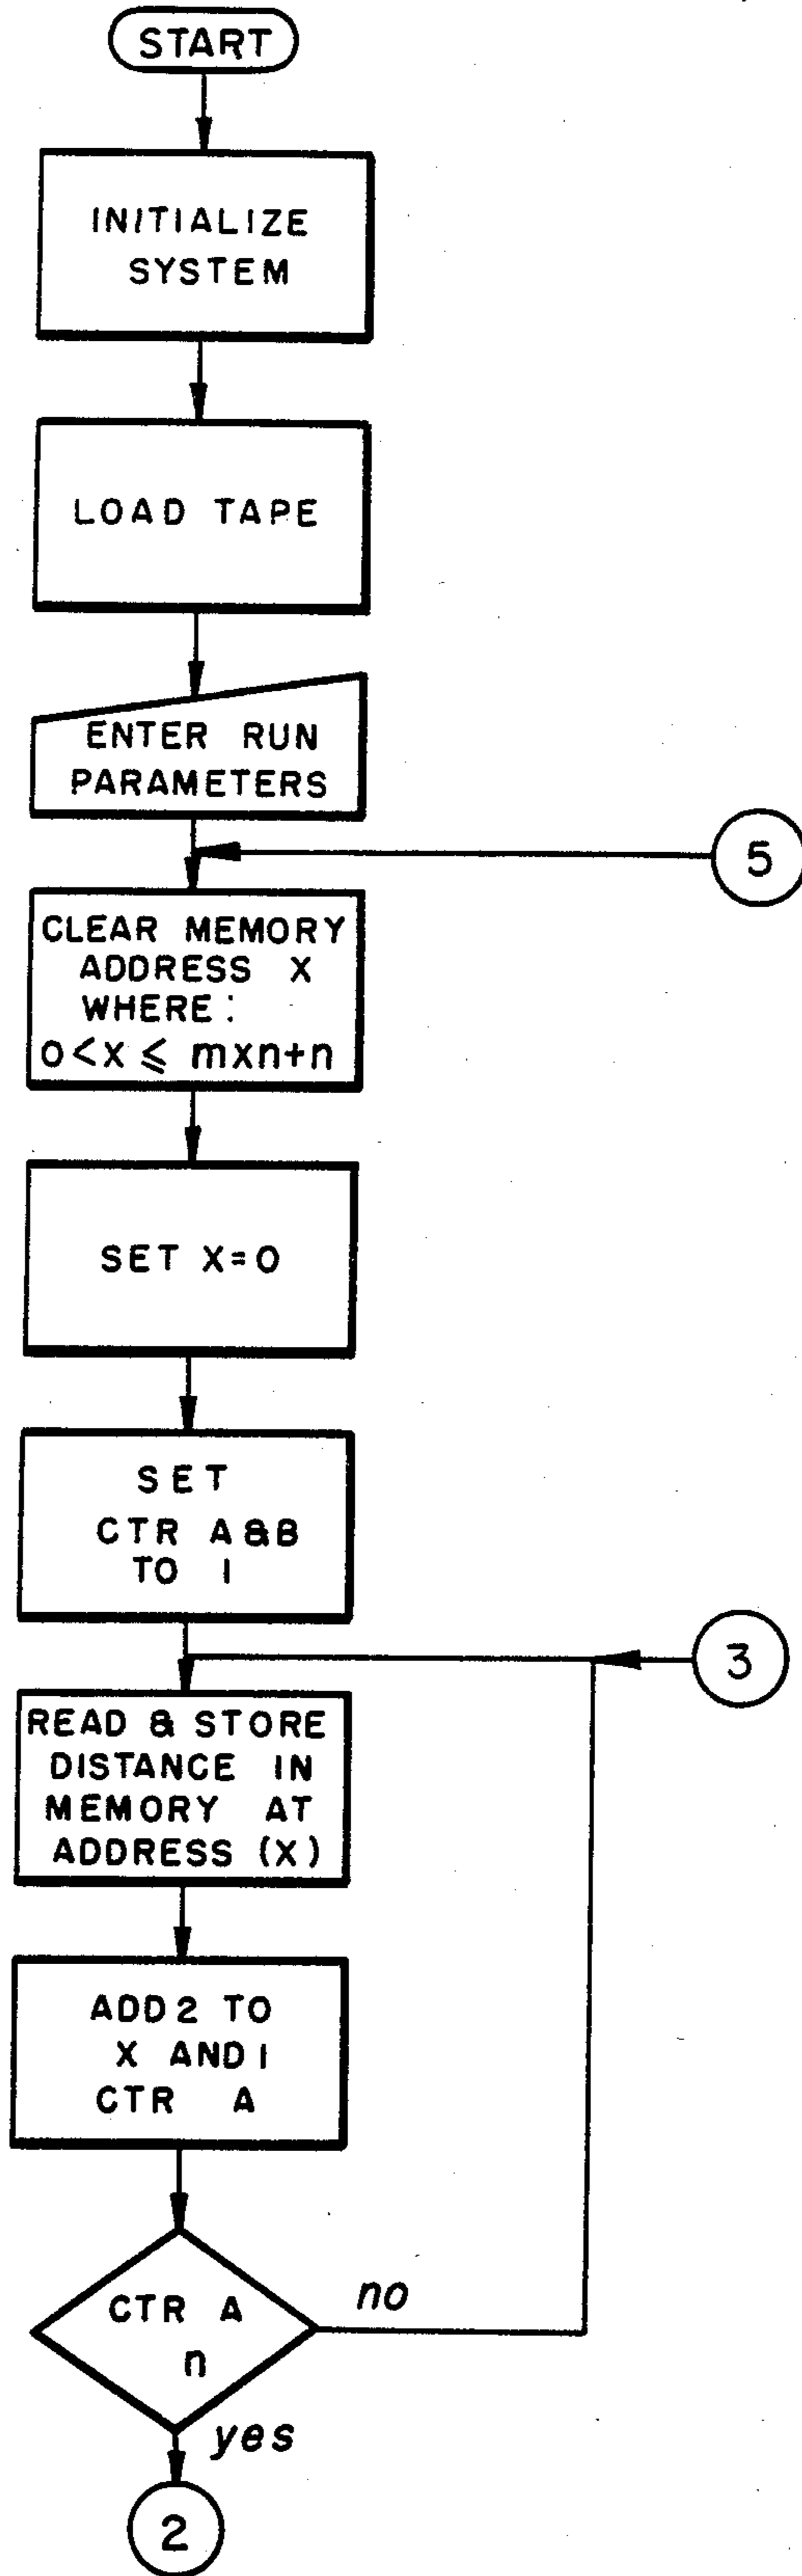 START
INITIALIZE
SYSTEM
LOAD TAPE
ENTER RUN
PARAMETERS
5
CLEAR MEMORY
ADDRESS X
WHERE:
0<x≤ mxn+n
SET X=0
SET
CTR A&B
TO 1
3
READ & STORE
DISTANCE IN
MEMORY AT
ADDRESS (X)
ADD 2 TO
X AND 1
CTR A
CTR A
n
no
yes
2